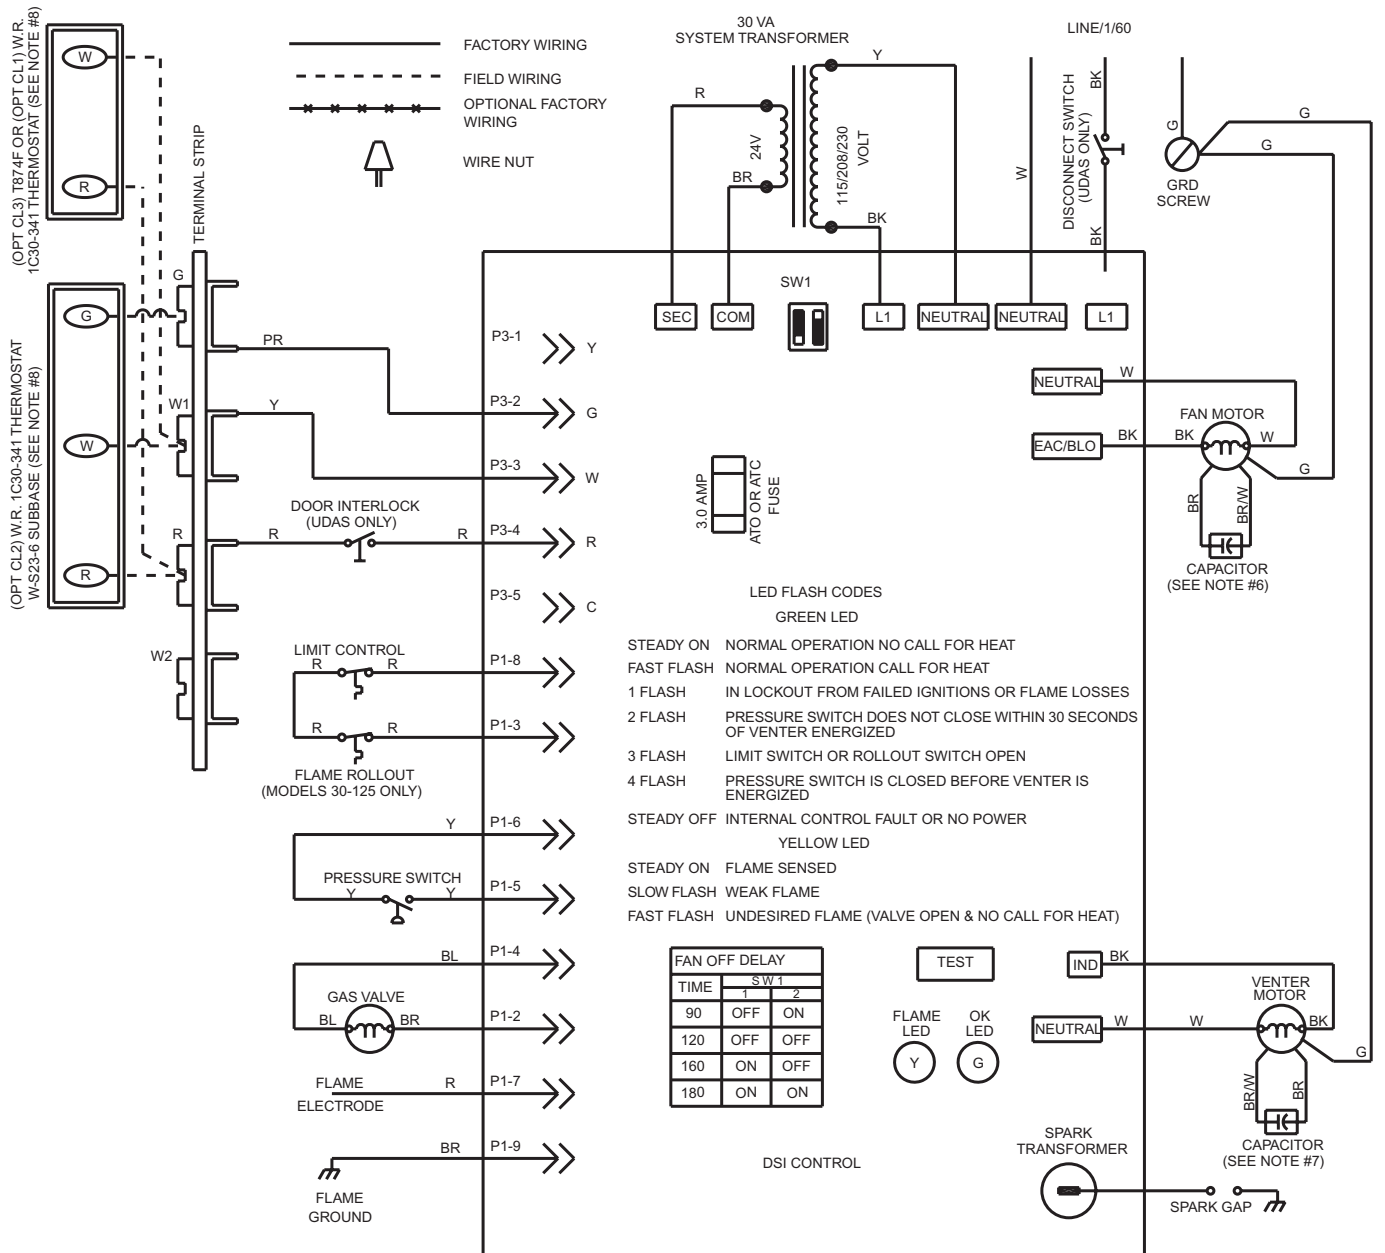 (OPT CL3) T874F OR (OPT CL1) W.R.
1C30-341 THERMOSTAT (SEE NOTE #8)
W
R
(OPT CL2) W.R. 1C30-341 THERMOSTAT
W-S23-6 SUBBASE (SEE NOTE #8)
G
W
R
TERMINAL STRIP
G
W1
R
W2
FACTORY WIRING
FIELD WIRING
OPTIONAL FACTORY
WIRING
WIRE NUT
30 VA
SYSTEM TRANSFORMER
R
BR
24V
115/208/230
VOLT
Y
BK
LINE/1/60
W
BK
DISCONNECT SWITCH
(UDAS ONLY)
BK
G
G
G
GRD
SCREW
SW1
SEC
COM
L1
NEUTRAL
NEUTRAL
L1
PR
Y
P3-1
Y
P3-2
G
P3-3
W
DOOR INTERLOCK
(UDAS ONLY)
R
R
P3-4
R
P3-5
C
3.0 AMP
ATO OR ATC
FUSE
NEUTRAL
W
EAC/BLO
BK
BK
FAN MOTOR
W
G
BR
BR/W
CAPACITOR
(SEE NOTE #6)
LIMIT CONTROL
R
R
P1-8
R
R
P1-3
FLAME ROLLOUT
(MODELS 30-125 ONLY)
Y
P1-6
PRESSURE SWITCH
Y
Y
P1-5
BL
P1-4
GAS VALVE
BL
BR
P1-2
FLAME
ELECTRODE
R
P1-7
BR
P1-9
FLAME
GROUND
LED FLASH CODES
GREEN LED
STEADY ON NORMAL OPERATION NO CALL FOR HEAT
FAST FLASH NORMAL OPERATION CALL FOR HEAT
1 FLASH IN LOCKOUT FROM FAILED IGNITIONS OR FLAME LOSSES
2 FLASH PRESSURE SWITCH DOES NOT CLOSE WITHIN 30 SECONDS
OF VENTER ENERGIZED
3 FLASH LIMIT SWITCH OR ROLLOUT SWITCH OPEN
4 FLASH PRESSURE SWITCH IS CLOSED BEFORE VENTER IS
ENERGIZED
STEADY OFF INTERNAL CONTROL FAULT OR NO POWER
YELLOW LED
STEADY ON FLAME SENSED
SLOW FLASH WEAK FLAME
FAST FLASH UNDESIRED FLAME (VALVE OPEN & NO CALL FOR HEAT)
FAN OFF DELAY
TIME SW1
1 2
90 OFF ON
120 OFF OFF
160 ON OFF
180 ON ON
TEST
FLAME
LED
Y
OK
LED
G
IND
BK
NEUTRAL
W
W
VENTER
MOTOR
BK
G
BR/W
BR
CAPACITOR
(SEE NOTE #7)
SPARK
TRANSFORMER
SPARK GAP
DSI CONTROL